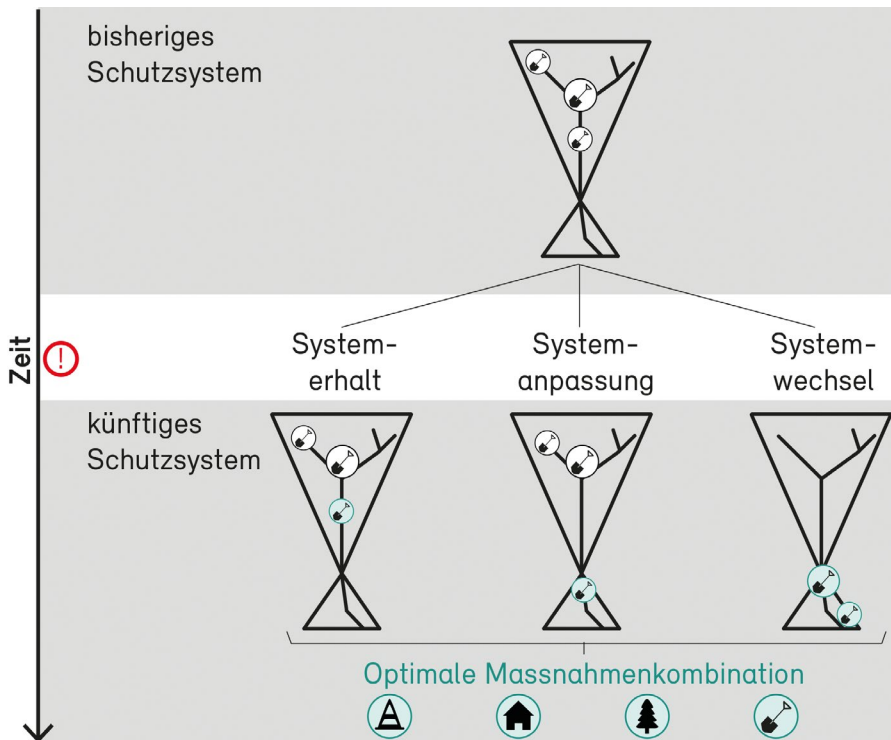 bisheriges
Schutzsystem
Zeit
!
System-
erhalt
System-
anpassung
System-
wechsel
künftiges
Schutzsystem
Optimale Massnahmenkombination